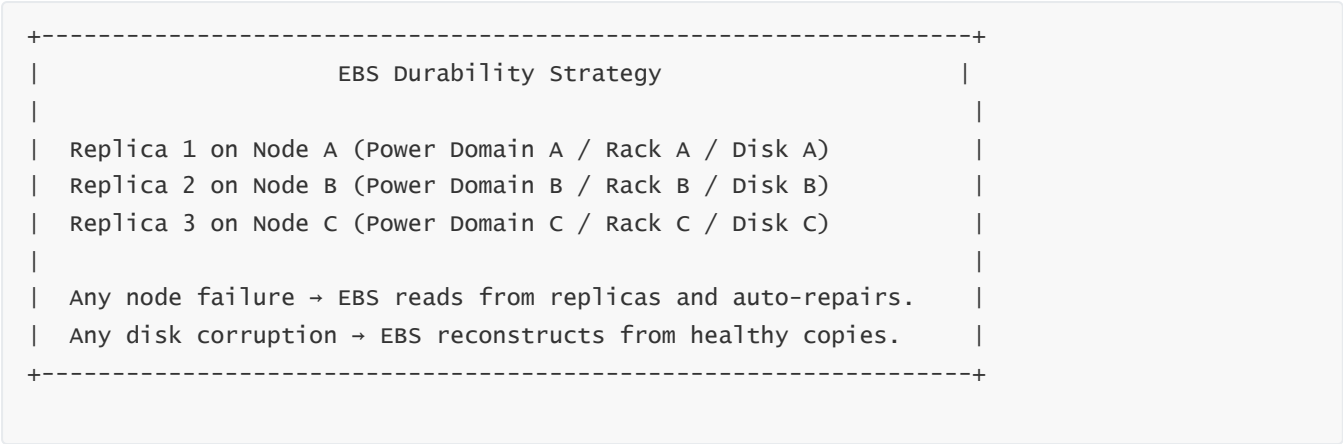 +------------------------------------------------------------------+
|                     EBS Durability Strategy                     |
|                                                                  |
|  Replica 1 on Node A (Power Domain A / Rack A / Disk A)          |
|  Replica 2 on Node B (Power Domain B / Rack B / Disk B)          |
|  Replica 3 on Node C (Power Domain C / Rack C / Disk C)          |
|                                                                  |
|  Any node failure → EBS reads from replicas and auto-repairs.    |
|  Any disk corruption → EBS reconstructs from healthy copies.     |
+------------------------------------------------------------------+